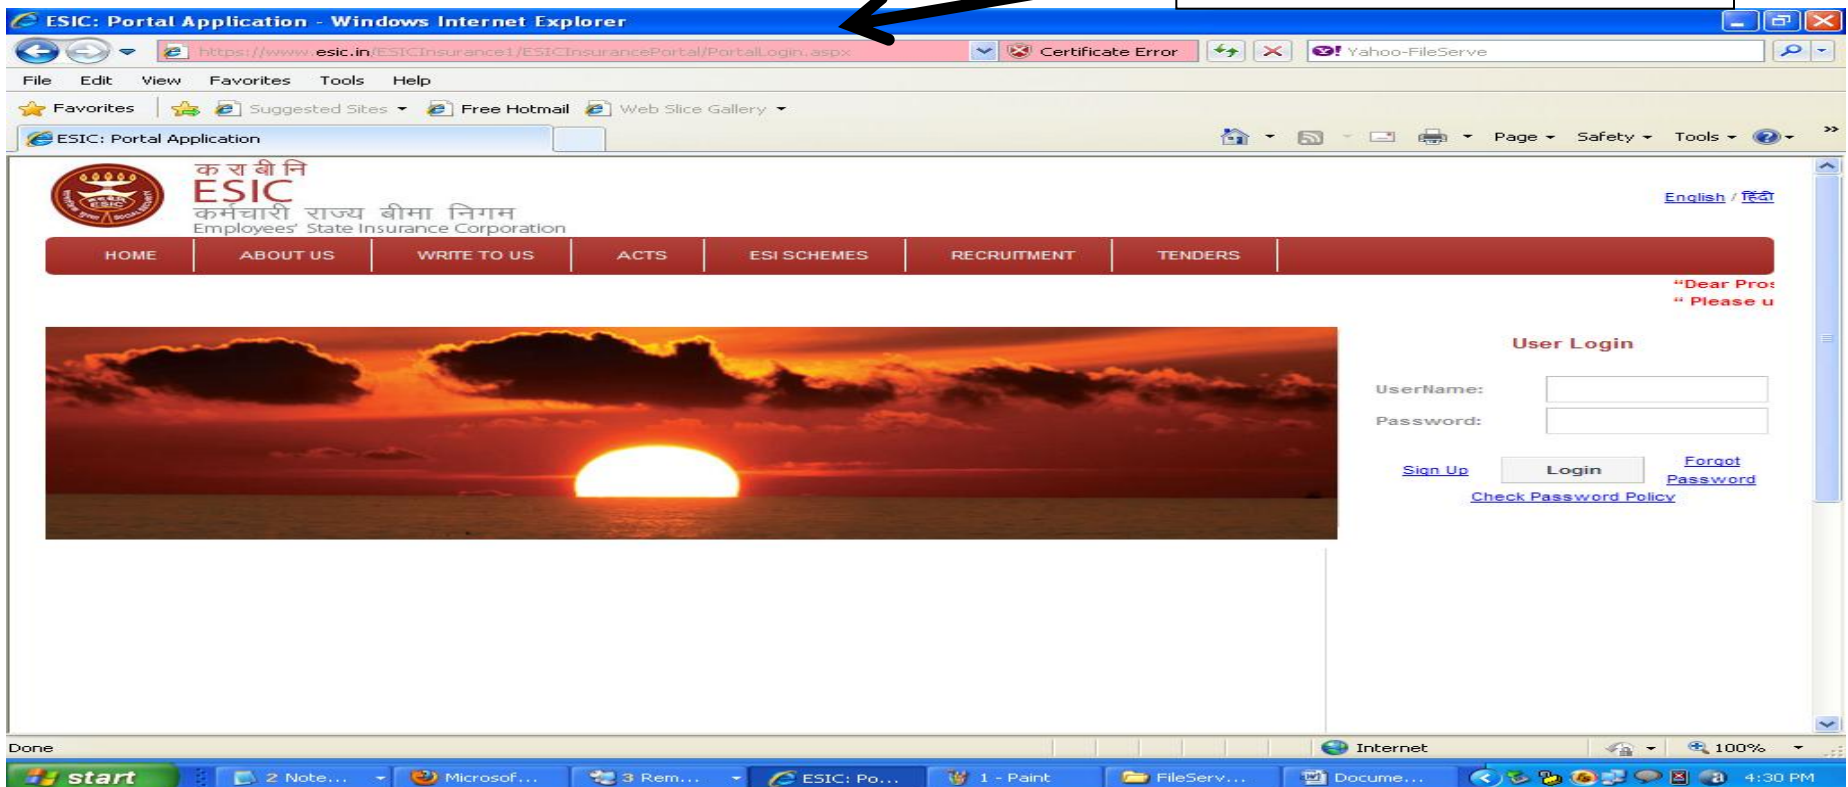 ESIC: Portal Application - Windows Internet Explorer
https://www.esic.in/ESICInsurance1/ESICInsurancePortal/PortalLogin.aspx
Certificate Error
Yahoo-FileServe
File Edit View Favorites Tools Help
Favorites Suggested Sites Free Hotmail Web Slice Gallery
ESIC: Portal Application
Page Safety Tools
क रा बी नि
ESIC
कर्मचारी राज्य बीमा निगम
Employees' State Insurance Corporation
English / हिंदी
HOME ABOUT US WRITE TO US ACTS ESI SCHEMES RECRUITMENT TENDERS
"Dear Pros
" Please u
User Login
UserName:
Password:
Sign Up Login Forgot Password
Check Password Policy
Done Internet 100%
start 2 Note... Microsof... 3 Rem... ESIC: Po... 1 - Paint FileServ... Docume... 4:30 PM